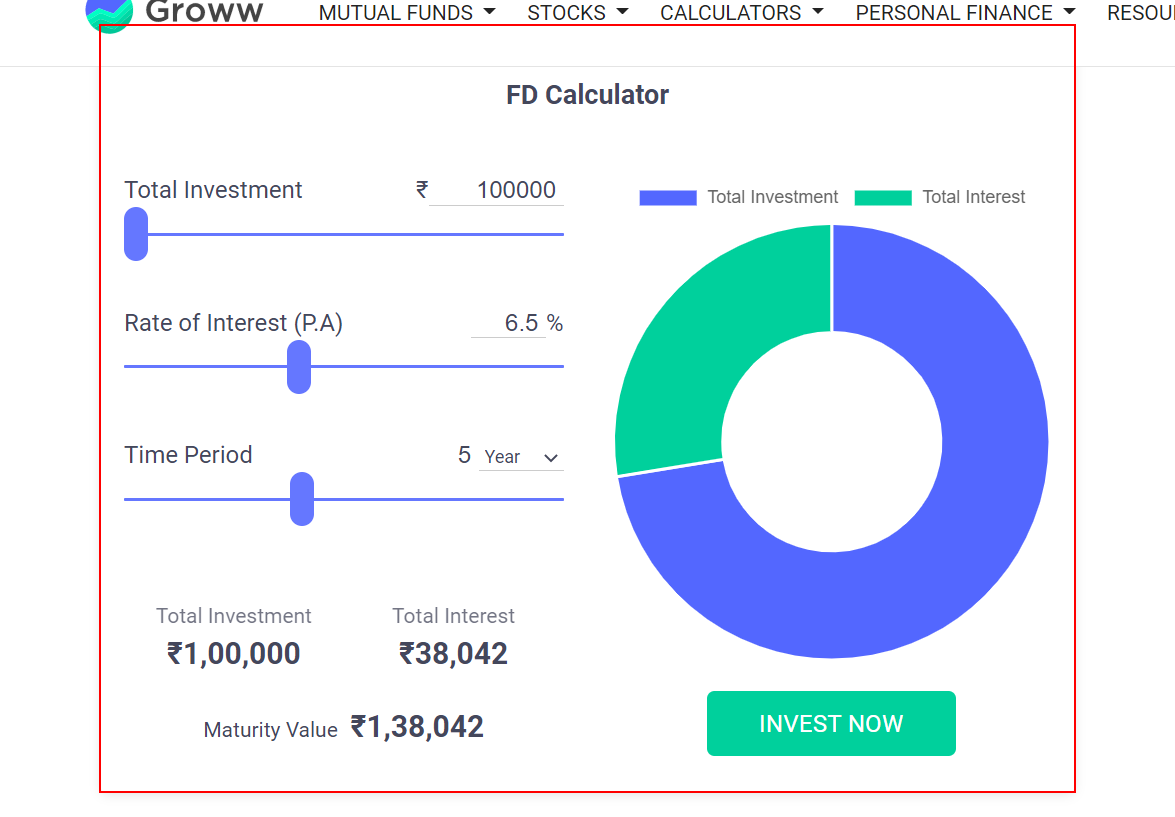 Groww MUTUAL FUNDS STOCKS CALCULATORS PERSONAL FINANCE
FD Calculator
Total Investment ₹ 100000
Rate of Interest (P.A) 6.5 %
Time Period 5 Year
Total Investment Total Interest
₹1,00,000 ₹38,042
Maturity Value ₹1,38,042
Total Investment Total Interest
INVEST NOW